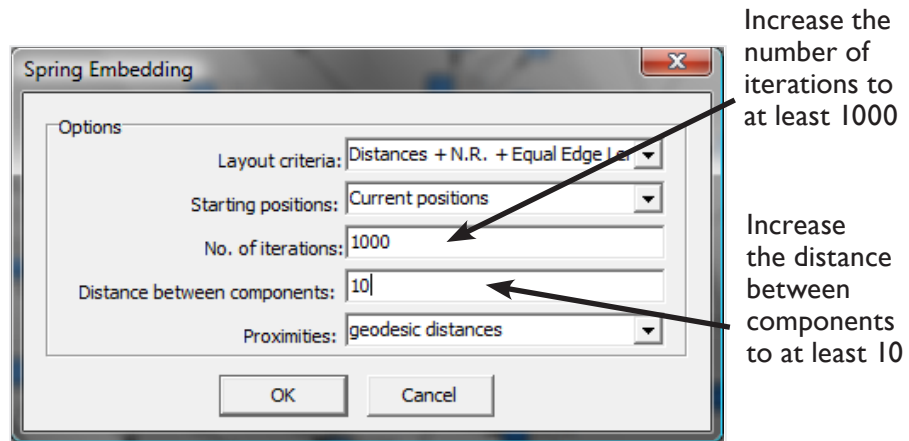 Increase the
number of
iterations to
at least 1000
Spring Embedding
Options
Layout criteria: Distances + N.R. + Equal Edge Ler
Starting positions: Current positions
No. of iterations: 1000
Distance between components: 10
Proximities: geodesic distances
OK Cancel
Increase
the distance
between
components
to at least 10